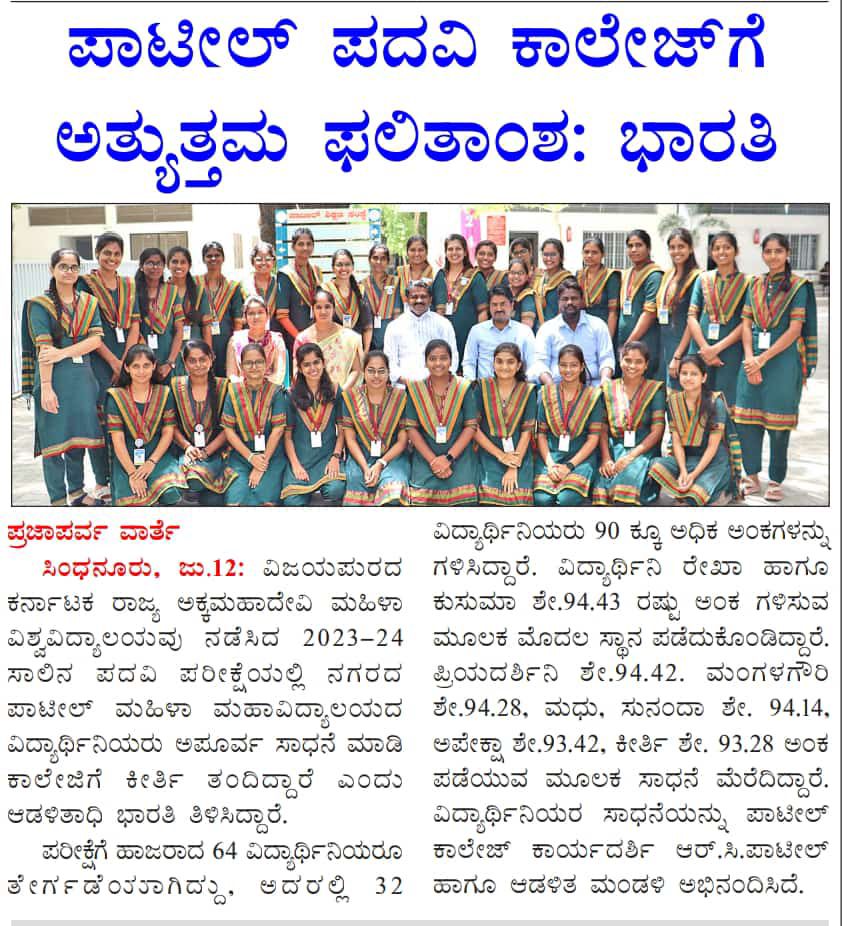 ಪಾಟೀಲ್ ಪದವಿ ಕಾಲೇಜ್‌ಗೆ
ಅತ್ಯುತ್ತಮ ಫಲಿತಾಂಶ: ಭಾರತಿ
ಪಾಟೀಲ್ ಶಿಕ್ಷಣ ಸಂಸ್ಥೆ
ಪ್ರಜಾಪರ್ವ ವಾರ್ತೆ
ಸಿಂಧನೂರು, ಜು.12: ವಿಜಯಪುರದ
ಕರ್ನಾಟಕ ರಾಜ್ಯ ಅಕ್ಕಮಹಾದೇವಿ ಮಹಿಳಾ
ವಿಶ್ವವಿದ್ಯಾಲಯವು ನಡೆಸಿದ 2023-24
ಸಾಲಿನ ಪದವಿ ಪರೀಕ್ಷೆಯಲ್ಲಿ ನಗರದ
ಪಾಟೀಲ್ ಮಹಿಳಾ ಮಹಾವಿದ್ಯಾಲಯದ
ವಿದ್ಯಾರ್ಥಿನಿಯರು ಅಪೂರ್ವ ಸಾಧನೆ ಮಾಡಿ
ಕಾಲೇಜಿಗೆ ಕೀರ್ತಿ ತಂದಿದ್ದಾರೆ ಎಂದು
ಆಡಳಿತಾಧಿ ಭಾರತಿ ತಿಳಿಸಿದ್ದಾರೆ.
ಪರೀಕ್ಷೆಗೆ ಹಾಜರಾದ 64 ವಿದ್ಯಾರ್ಥಿನಿಯರೂ
ತೇರ್ಗಡೆಯಾಗಿದ್ದು, ಅದರಲ್ಲಿ 32
ವಿದ್ಯಾರ್ಥಿನಿಯರು 90 ಕ್ಕೂ ಅಧಿಕ ಅಂಕಗಳನ್ನು
ಗಳಿಸಿದ್ದಾರೆ. ವಿದ್ಯಾರ್ಥಿನಿ ರೇಖಾ ಹಾಗೂ
ಕುಸುಮಾ ಶೇ.94.43 ರಷ್ಟು ಅಂಕ ಗಳಿಸುವ
ಮೂಲಕ ಮೊದಲ ಸ್ಥಾನ ಪಡೆದುಕೊಂಡಿದ್ದಾರೆ.
ಪ್ರಿಯದರ್ಶಿನಿ ಶೇ.94.42. ಮಂಗಳಗೌರಿ
ಶೇ.94.28, ಮಧು, ಸುನಂದಾ ಶೇ. 94.14,
ಅಪೇಕ್ಷಾ ಶೇ.93.42, ಕೀರ್ತಿ ಶೇ. 93.28 ಅಂಕ
ಪಡೆಯುವ ಮೂಲಕ ಸಾಧನೆ ಮೆರೆದಿದ್ದಾರೆ.
ವಿದ್ಯಾರ್ಥಿನಿಯರ ಸಾಧನೆಯನ್ನು ಪಾಟೀಲ್
ಕಾಲೇಜ್ ಕಾರ್ಯದರ್ಶಿ ಆರ್.ಸಿ.ಪಾಟೀಲ್
ಹಾಗೂ ಆಡಳಿತ ಮಂಡಳಿ ಅಭಿನಂದಿಸಿದೆ.